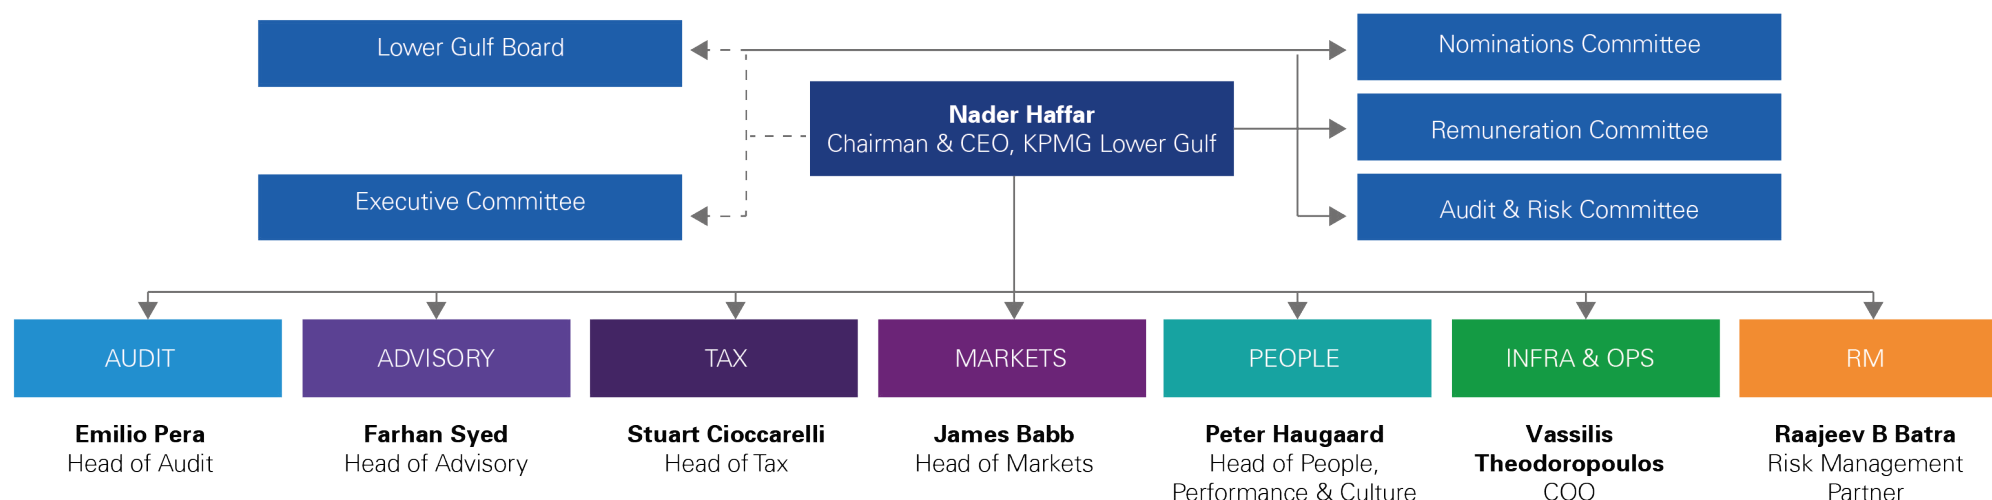 Lower Gulf Board
Nominations Committee
Nader Haffar
Chairman & CEO, KPMG Lower Gulf
Remuneration Committee
Executive Committee
Audit & Risk Committee
AUDIT
ADVISORY
TAX
MARKETS
PEOPLE
INFRA & OPS
RM
Emilio Pera
Head of Audit
Farhan Syed
Head of Advisory
Stuart Cioccarelli
Head of Tax
James Babb
Head of Markets
Peter Haugaard
Head of People,
Performance & Culture
Vassilis
Theodoropoulos
COO
Raajeev B Batra
Risk Management
Partner